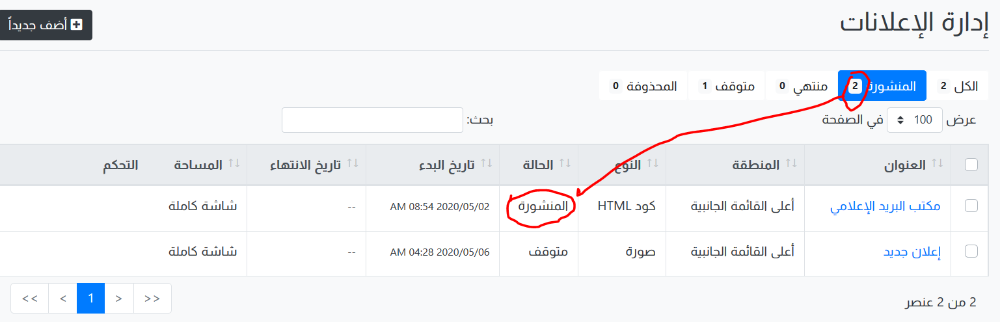 إدارة الإعلانات
أضف جديداً
الكل 2 المنشورة 2 منتهي 0 متوقف 1 المحذوفة 0
عرض 100 في الصفحة بحث:
العنوان المنطقة النوع الحالة تاريخ البدء تاريخ الانتهاء المساحة التحكم
مكتب البريد الإعلامي أعلى القائمة الجانبية كود HTML المنشورة 2020/05/02 08:54 AM -- شاشة كاملة
إعلان جديد أعلى القائمة الجانبية صورة متوقف 2020/05/06 04:28 AM -- شاشة كاملة
2 من 2 عنصر
<< < 1 > >>